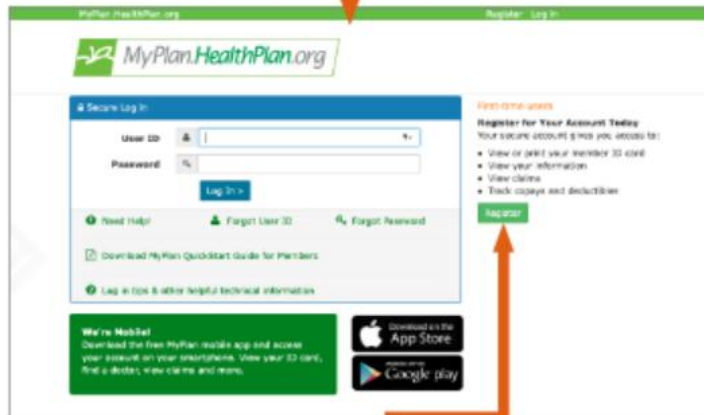 MyPlan.HealthPlan.org
Register Log In
MyPlan.HealthPlan.org
Secure Log In
User ID
Password
Log In >
Need Help?
Forgot User ID
Forgot Password
Download MyPlan QuickStart Guide for Members
Log in tips & other helpful technical information
First-time users
Register for Your Account Today
Your secure account gives you access to:
• View or print your member ID card
• View your information
• View claims
• Track copays and deductibles
Register
We're Mobile!
Download the free MyPlan mobile app and access
your account on your smartphone. View your ID card,
find a doctor, view claims and more.
Download on the
App Store
Google play